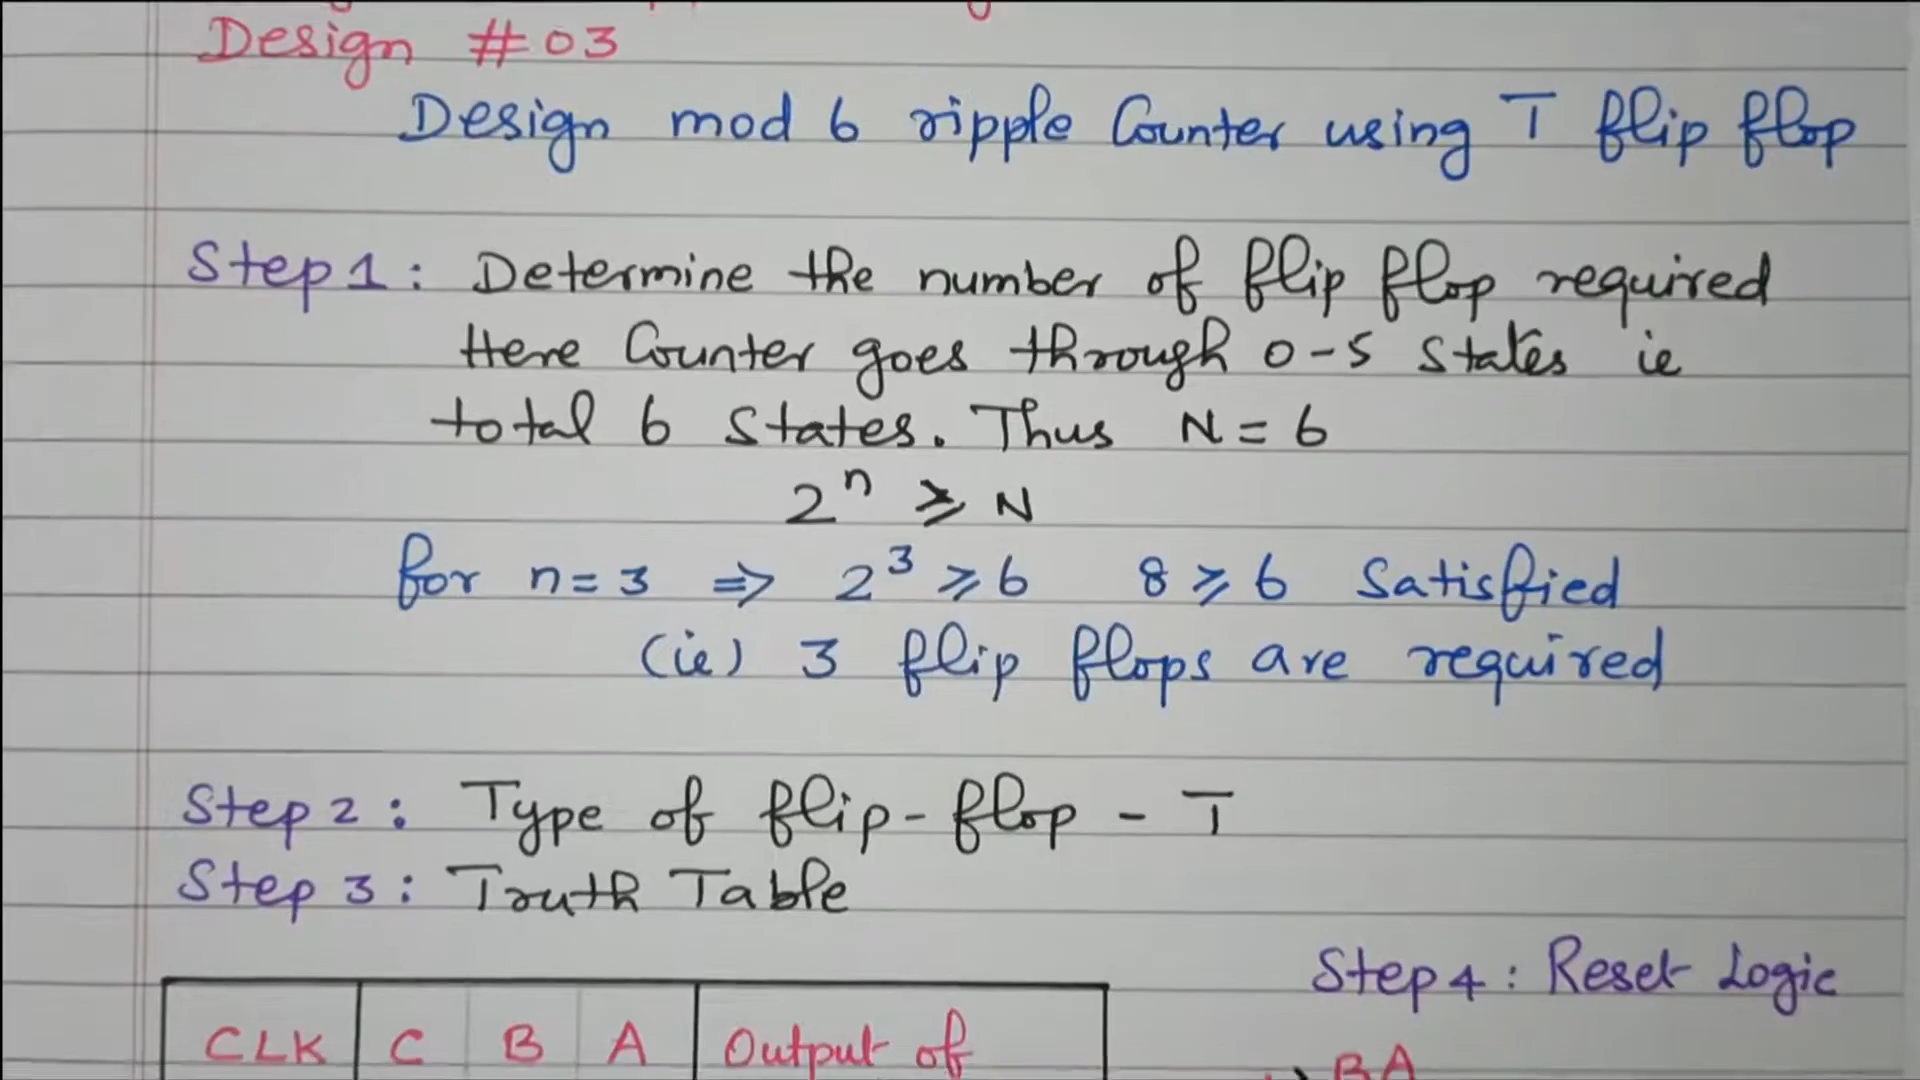 Design #03
Design mod 6 ripple Counter using T flip flop
Step 1: Determine the number of flip flop required
Here Counter goes through 0-5 states ie
total 6 states. Thus N=6
2ⁿ ≥ N
for n=3 ⇒ 2³ ≥ 6 8 ≥ 6 Satisfied
(ie) 3 flip flops are required
Step 2: Type of flip-flop - T
Step 3: Truth Table
Step 4: Reset Logic
CLK C B A Output of
BA